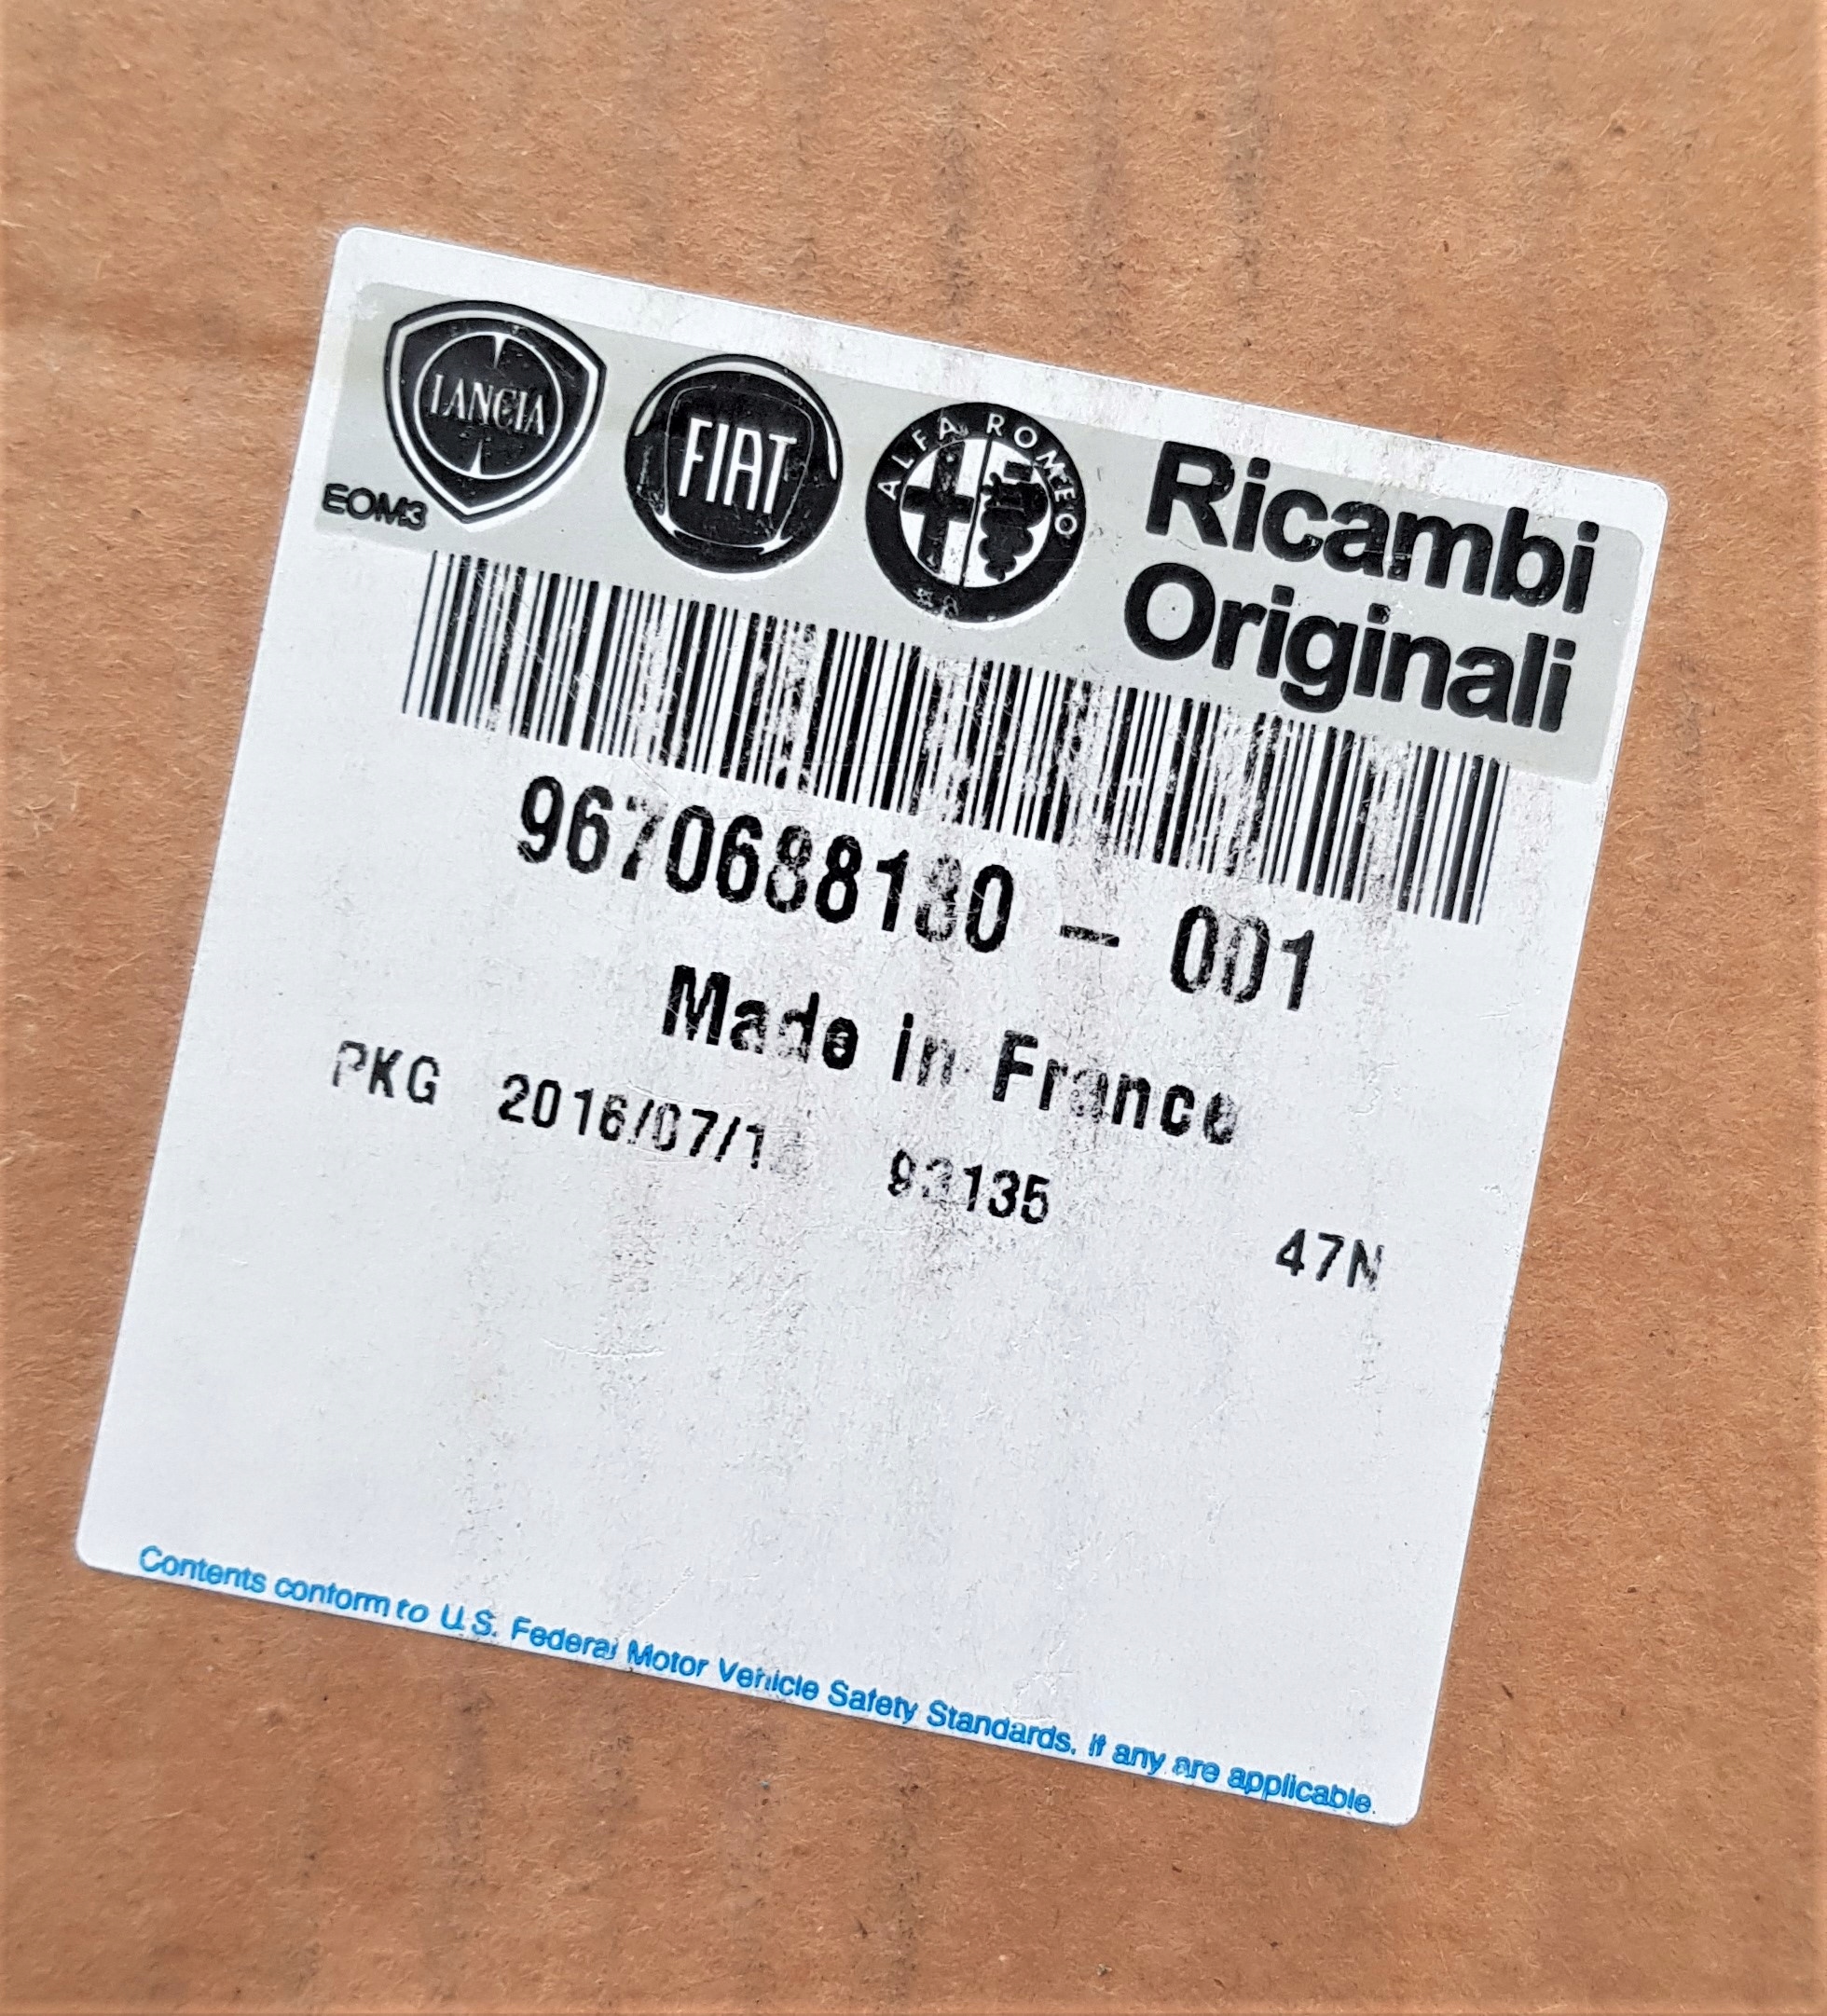 LANCIA
FIAT
ALFA ROMEO
Ricambi
Originali
EOM3
9670688180 - 001
Made in France
PKG 47N
Contents conform to U.S. Federal Motor Vehicle Safety Standards, if any are applicable.